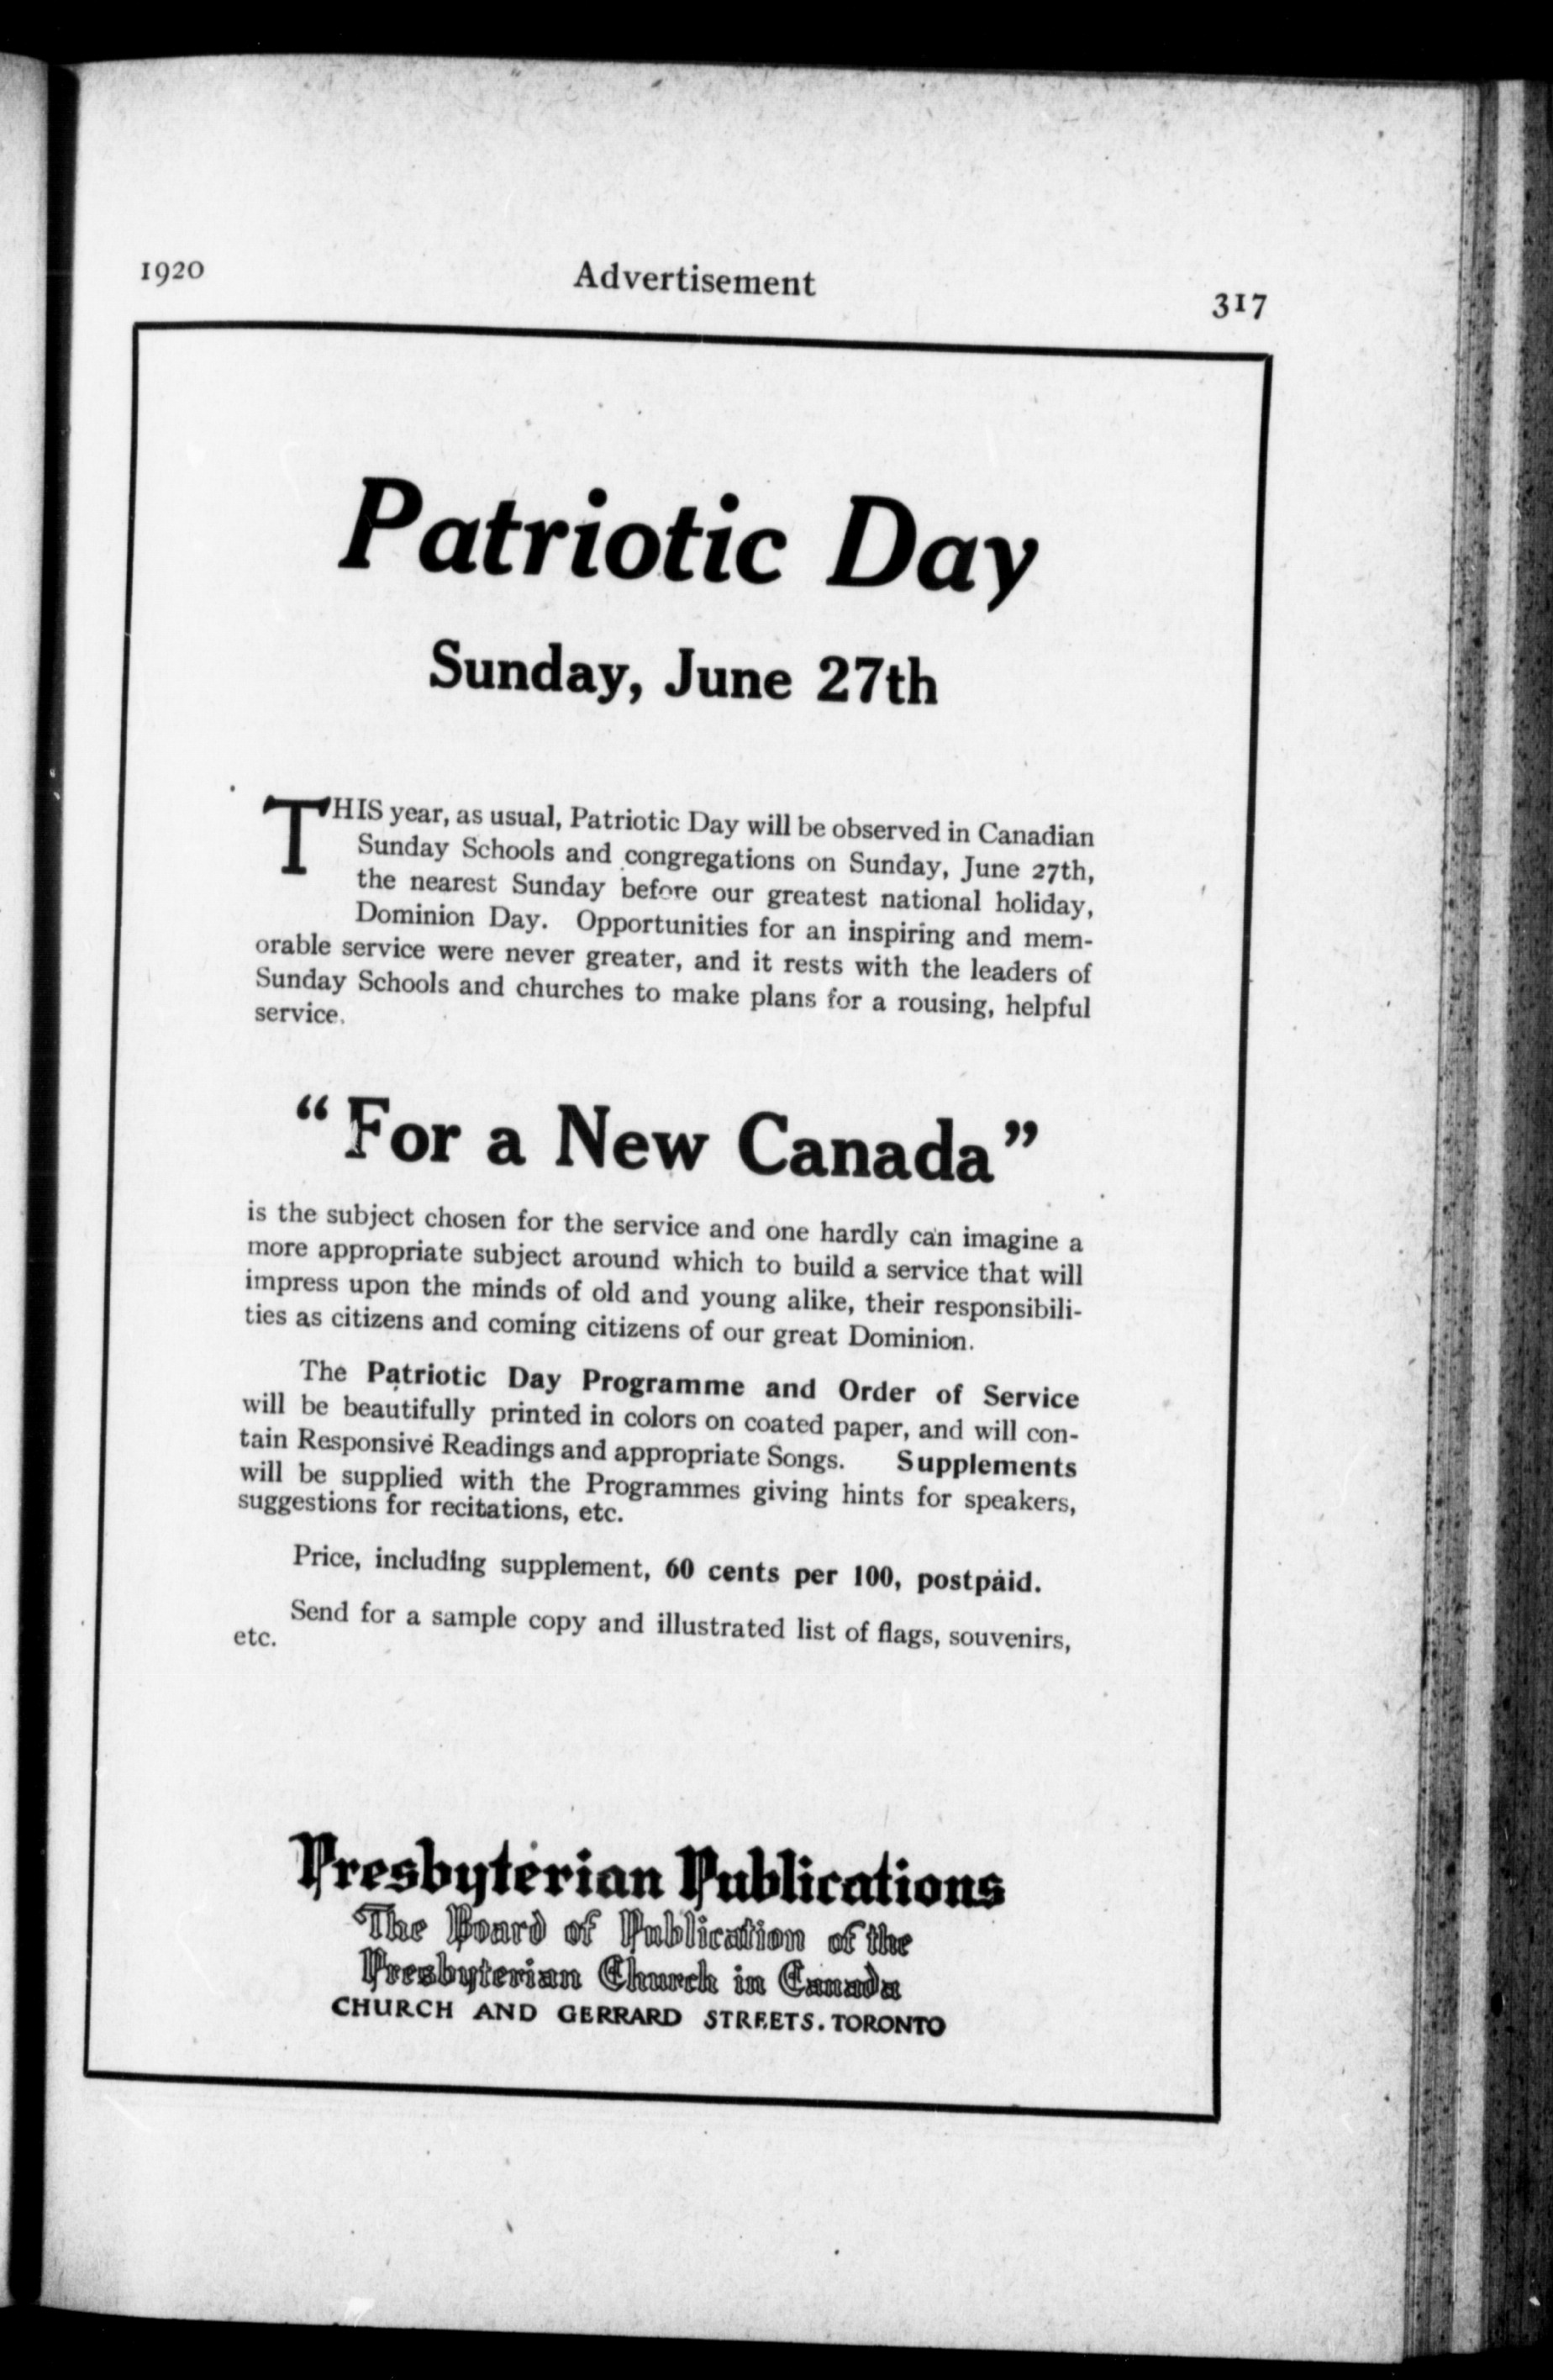 1920 Advertisement 317
Patriotic Day
Sunday, June 27th
THIS year, as usual, Patriotic Day will be observed in Canadian
Sunday Schools and congregations on Sunday, June 27th,
the nearest Sunday before our greatest national holiday,
Dominion Day. Opportunities for an inspiring and mem-
orable service were never greater, and it rests with the leaders of
Sunday Schools and churches to make plans for a rousing, helpful
service.
“For a New Canada”
is the subject chosen for the service and one hardly can imagine a
more appropriate subject around which to build a service that will
impress upon the minds of old and young alike, their responsibili-
ties as citizens and coming citizens of our great Dominion.
The Patriotic Day Programme and Order of Service
will be beautifully printed in colors on coated paper, and will con-
tain Responsive Readings and appropriate Songs. Supplements
will be supplied with the Programmes giving hints for speakers,
suggestions for recitations, etc.
Price, including supplement, 60 cents per 100, postpaid.
Send for a sample copy and illustrated list of flags, souvenirs,
etc.
Presbyterian Publications
The Board of Publication of the
Presbyterian Church in Canada
CHURCH AND GERRARD STREETS. TORONTO